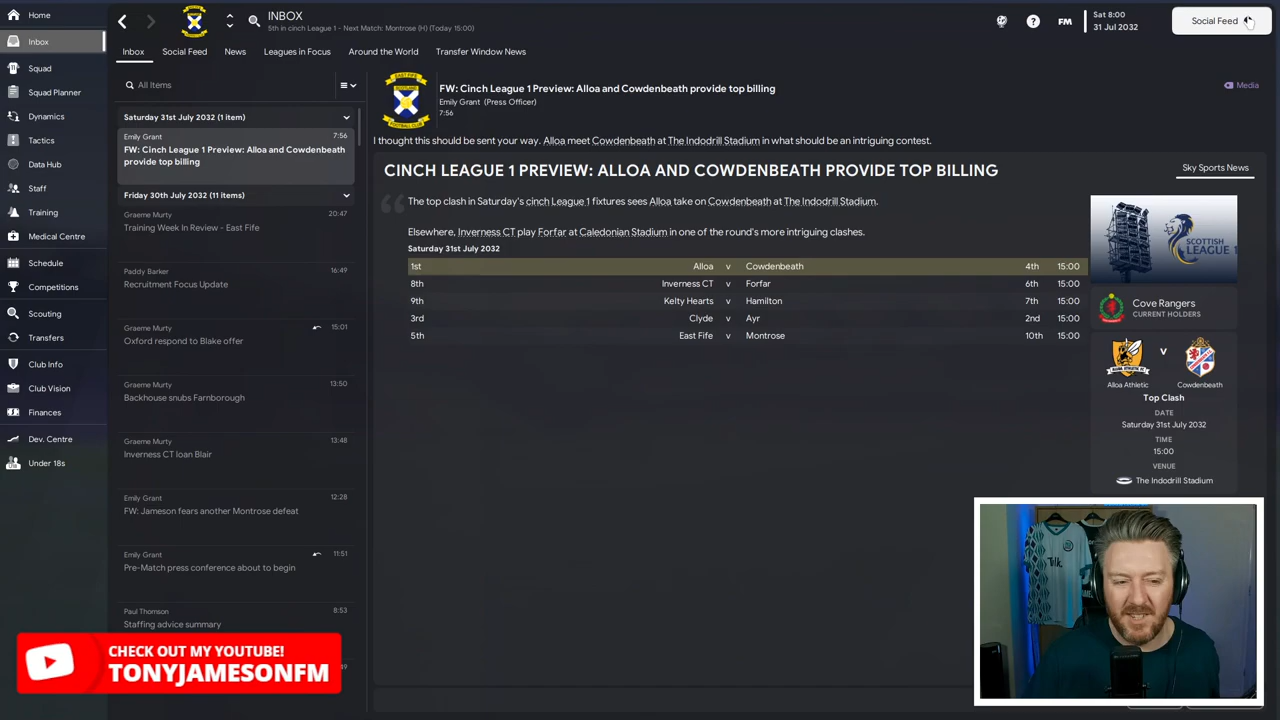 Home
Inbox
Squad
Squad Planner
Dynamics
Tactics
Data Hub
Staff
Training
Medical Centre
Schedule
Competitions
Scouting
Transfers
Club Info
Club Vision
Finances
Dev. Centre
Under 18s
INBOX
5th in cinch League 1 - Next Match: Montrose (H) (Today 15:00)
FM
Sat 8:00
31 Jul 2032
Social Feed
Inbox Social Feed News Leagues in Focus Around the World Transfer Window News
All Items
Saturday 31st July 2032 (1 item)
Emily Grant 7:56
FW: Cinch League 1 Preview: Alloa and Cowdenbeath
provide top billing
Friday 30th July 2032 (11 items)
Graeme Murty 20:47
Training Week In Review - East Fife
Paddy Barker 16:49
Recruitment Focus Update
Graeme Murty 15:01
Oxford respond to Blake offer
Graeme Murty 13:50
Backhouse snubs Farnborough
Graeme Murty 13:48
Inverness CT loan Blair
Emily Grant 12:28
FW: Jameson fears another Montrose defeat
Emily Grant 11:51
Pre-Match press conference about to begin
Paul Thomson 8:53
Staffing advice summary
FW: Cinch League 1 Preview: Alloa and Cowdenbeath provide top billing
Emily Grant (Press Officer)
7:56
Media
I thought this should be sent your way. Alloa meet Cowdenbeath at The Indodrill Stadium in what should be an intriguing contest.
CINCH LEAGUE 1 PREVIEW: ALLOA AND COWDENBEATH PROVIDE TOP BILLING
Sky Sports News
The top clash in Saturday's cinch League 1 fixtures sees Alloa take on Cowdenbeath at The Indodrill Stadium.
Elsewhere, Inverness CT play Forfar at Caledonian Stadium in one of the round's more intriguing clashes.
Saturday 31st July 2032
1st Alloa v Cowdenbeath 4th 15:00
8th Inverness CT v Forfar 6th 15:00
9th Kelty Hearts v Hamilton 7th 15:00
3rd Clyde v Ayr 2nd 15:00
5th East Fife v Montrose 10th 15:00
SCOTTISH
LEAGUE 1
Cove Rangers
CURRENT HOLDERS
V
Alloa Athletic Cowdenbeath
Top Clash
DATE
Saturday 31st July 2032
TIME
15:00
VENUE
The Indodrill Stadium
CHECK OUT MY YOUTUBE!
TONYJAMESONFM